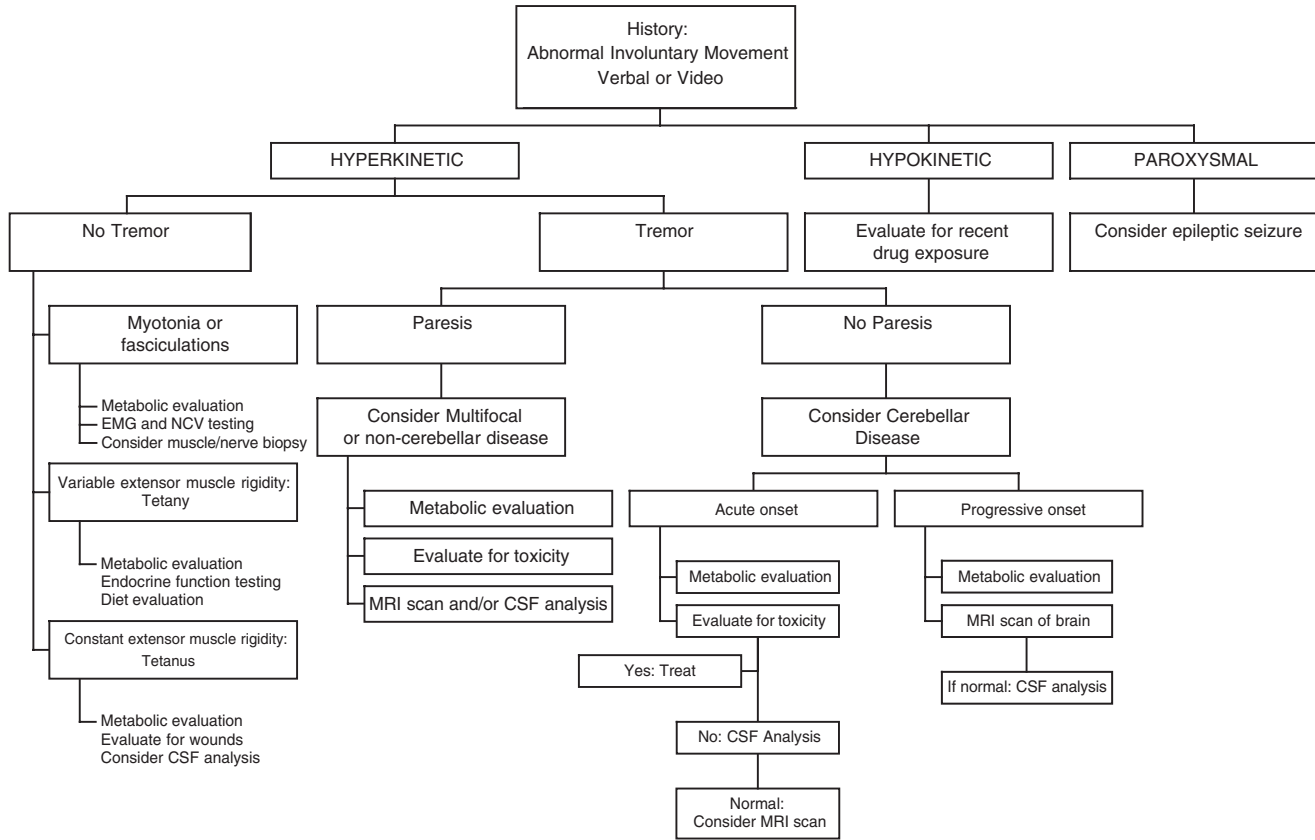 History:
Abnormal Involuntary Movement
Verbal or Video
HYPERKINETIC
HYPOKINETIC
PAROXYSMAL
No Tremor
Tremor
Evaluate for recent
drug exposure
Consider epileptic seizure
Myotonia or
fasciculations
Metabolic evaluation
EMG and NCV testing
Consider muscle/nerve biopsy
Variable extensor muscle rigidity:
Tetany
Metabolic evaluation
Endocrine function testing
Diet evaluation
Constant extensor muscle rigidity:
Tetanus
Metabolic evaluation
Evaluate for wounds
Consider CSF analysis
Paresis
Consider Multifocal
or non-cerebellar disease
Metabolic evaluation
Evaluate for toxicity
MRI scan and/or CSF analysis
No Paresis
Consider Cerebellar
Disease
Acute onset
Metabolic evaluation
Evaluate for toxicity
Yes: Treat
No: CSF Analysis
Normal:
Consider MRI scan
Progressive onset
Metabolic evaluation
MRI scan of brain
If normal: CSF analysis